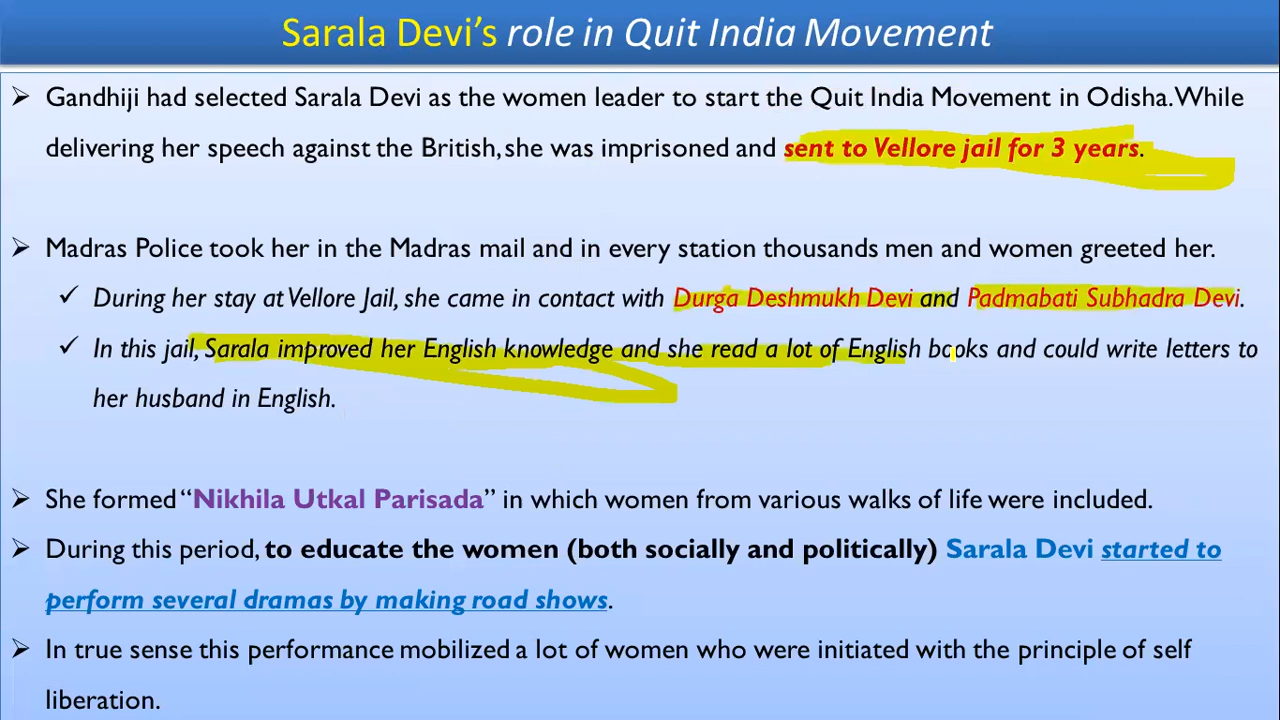 Sarala Devi's role in Quit India Movement
➤ Gandhiji had selected Sarala Devi as the women leader to start the Quit India Movement in Odisha. While
delivering her speech against the British, she was imprisoned and sent to Vellore jail for 3 years.
➤ Madras Police took her in the Madras mail and in every station thousands men and women greeted her.
✓ During her stay at Vellore Jail, she came in contact with Durga Deshmukh Devi and Padmabati Subhadra Devi.
✓ In this jail, Sarala improved her English knowledge and she read a lot of English books and could write letters to
her husband in English.
➤ She formed “Nikhila Utkal Parisada” in which women from various walks of life were included.
➤ During this period, to educate the women (both socially and politically) Sarala Devi started to
perform several dramas by making road shows.
➤ In true sense this performance mobilized a lot of women who were initiated with the principle of self
liberation.